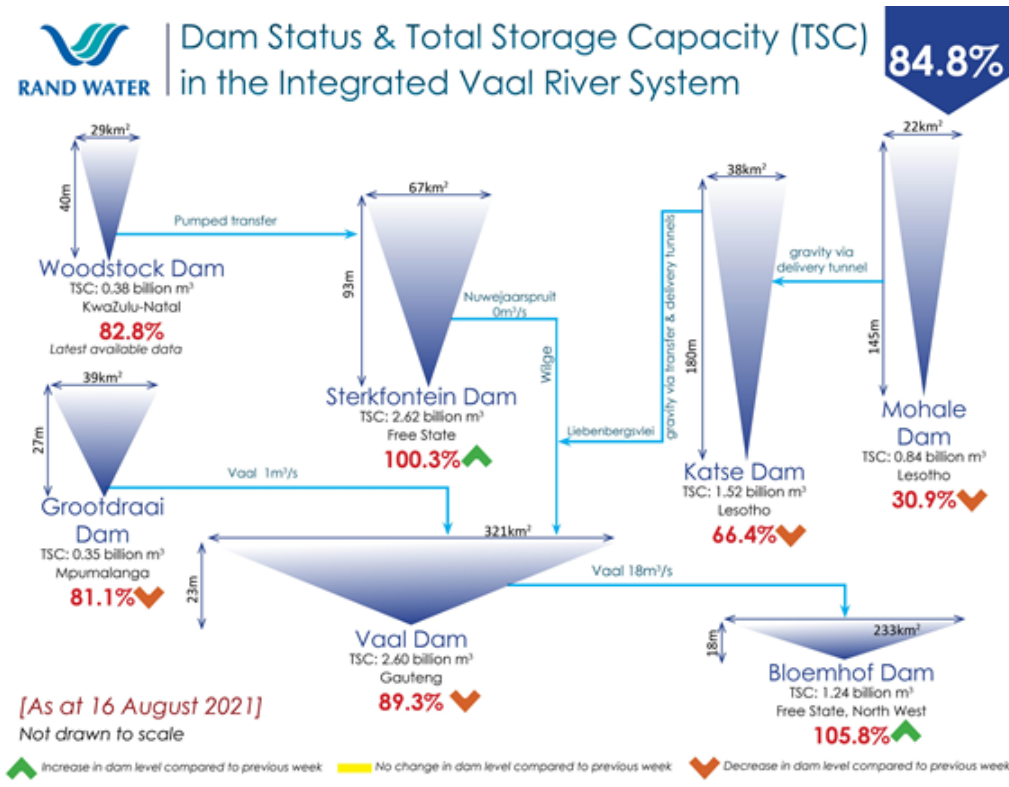 RAND WATER
Dam Status & Total Storage Capacity (TSC)
in the Integrated Vaal River System
84.8%
29km²
40m
Pumped transfer
Woodstock Dam
TSC: 0.38 billion m³
KwaZulu-Natal
82.8%
Latest available data
67km²
93m
Nuwejaarspruit
0m³/s
Wilge
Sterkfontein Dam
TSC: 2.62 billion m³
Free State
100.3%
Liebenbergsvlei
gravity via transfer & delivery tunnels
38km²
180m
Katse Dam
TSC: 1.52 billion m³
Lesotho
66.4%
gravity via
delivery tunnel
22km²
145m
Mohale
Dam
TSC: 0.84 billion m³
Lesotho
30.9%
39km²
27m
Vaal 1m³/s
Grootdraai
Dam
TSC: 0.35 billion m³
Mpumalanga
81.1%
321km²
23m
Vaal 18m³/s
Vaal Dam
TSC: 2.60 billion m³
Gauteng
89.3%
233km²
18m
Bloemhof Dam
TSC: 1.24 billion m³
Free State, North West
105.8%
[As at 16 August 2021]
Not drawn to scale
Increase in dam level compared to previous week
No change in dam level compared to previous week
Decrease in dam level compared to previous week